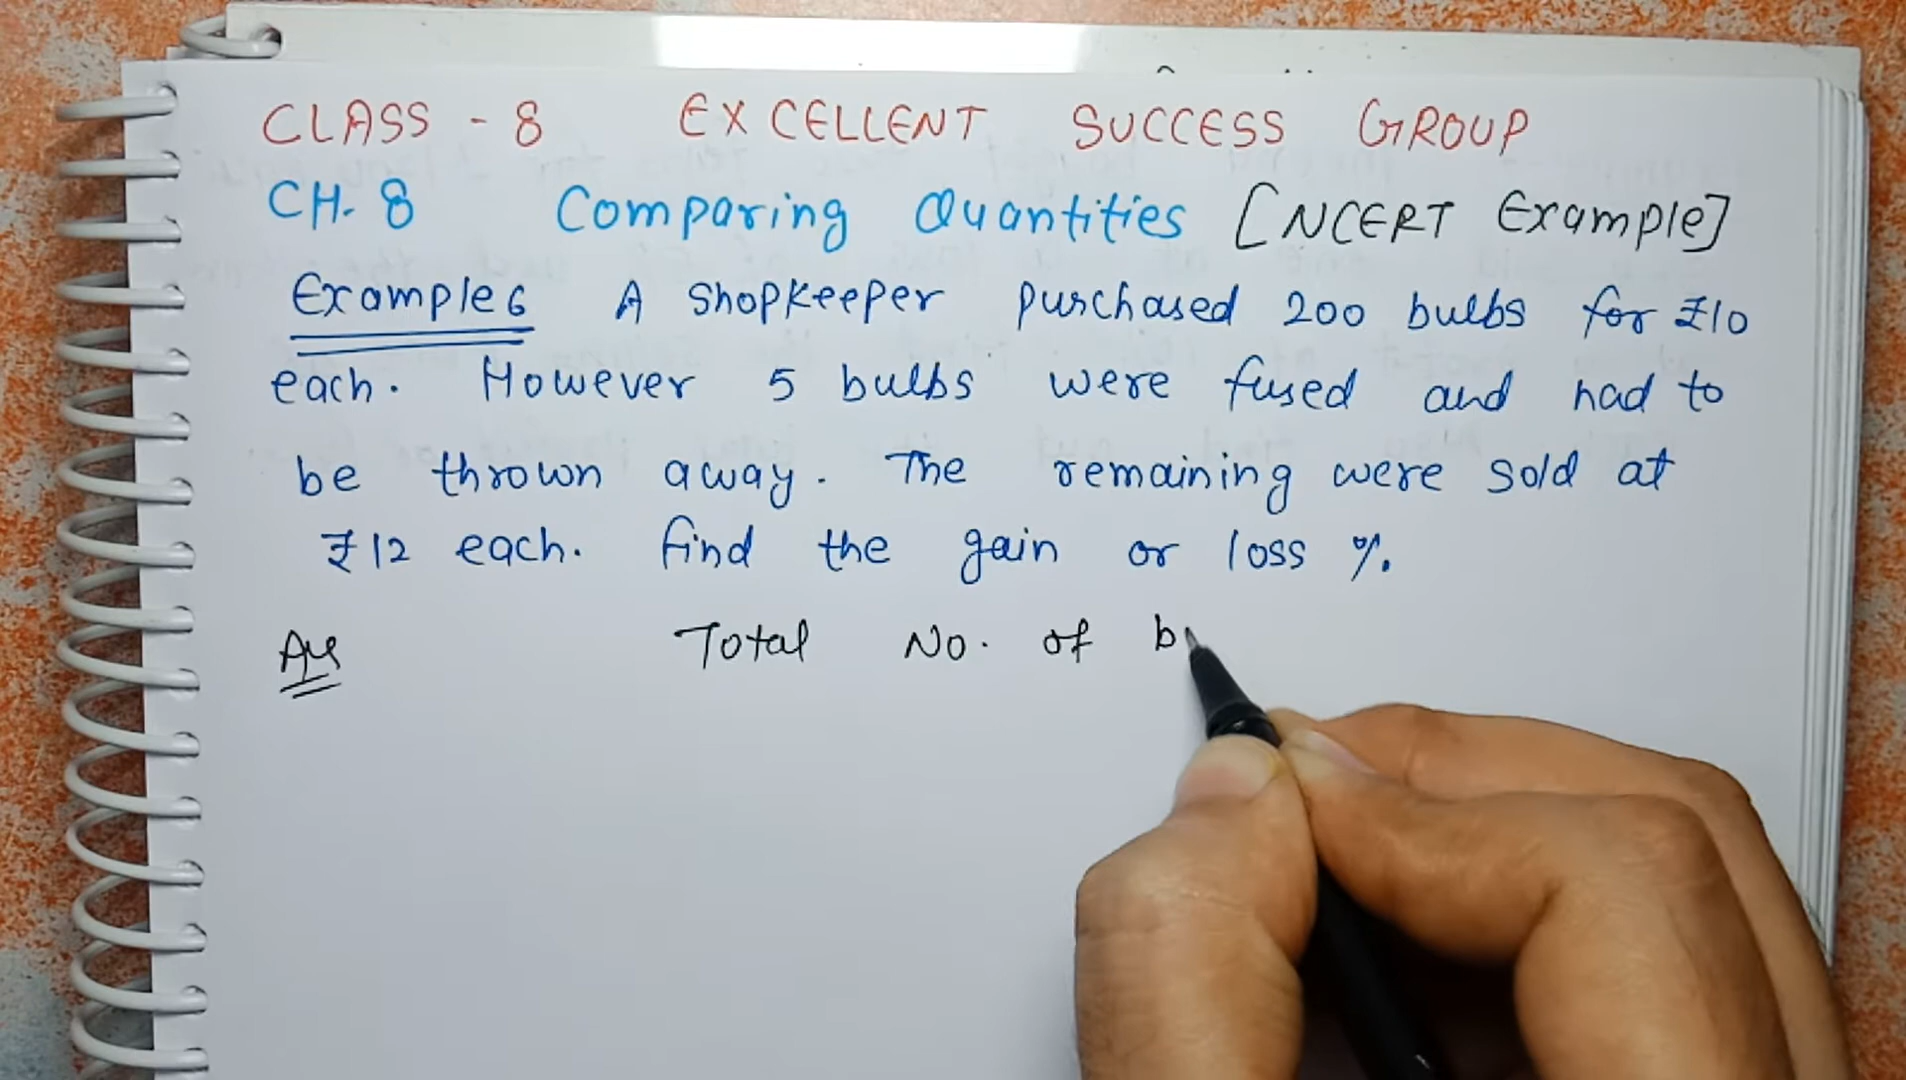 CLASS - 8 EXCELLENT SUCCESS GROUP
CH. 8 Comparing Quantities [NCERT Example]
Example 6 A shopkeeper purchased 200 bulbs for ₹10
each. However 5 bulbs were fused and had to
be thrown away. The remaining were sold at
₹12 each. find the gain or loss %.
Ans Total No. of b